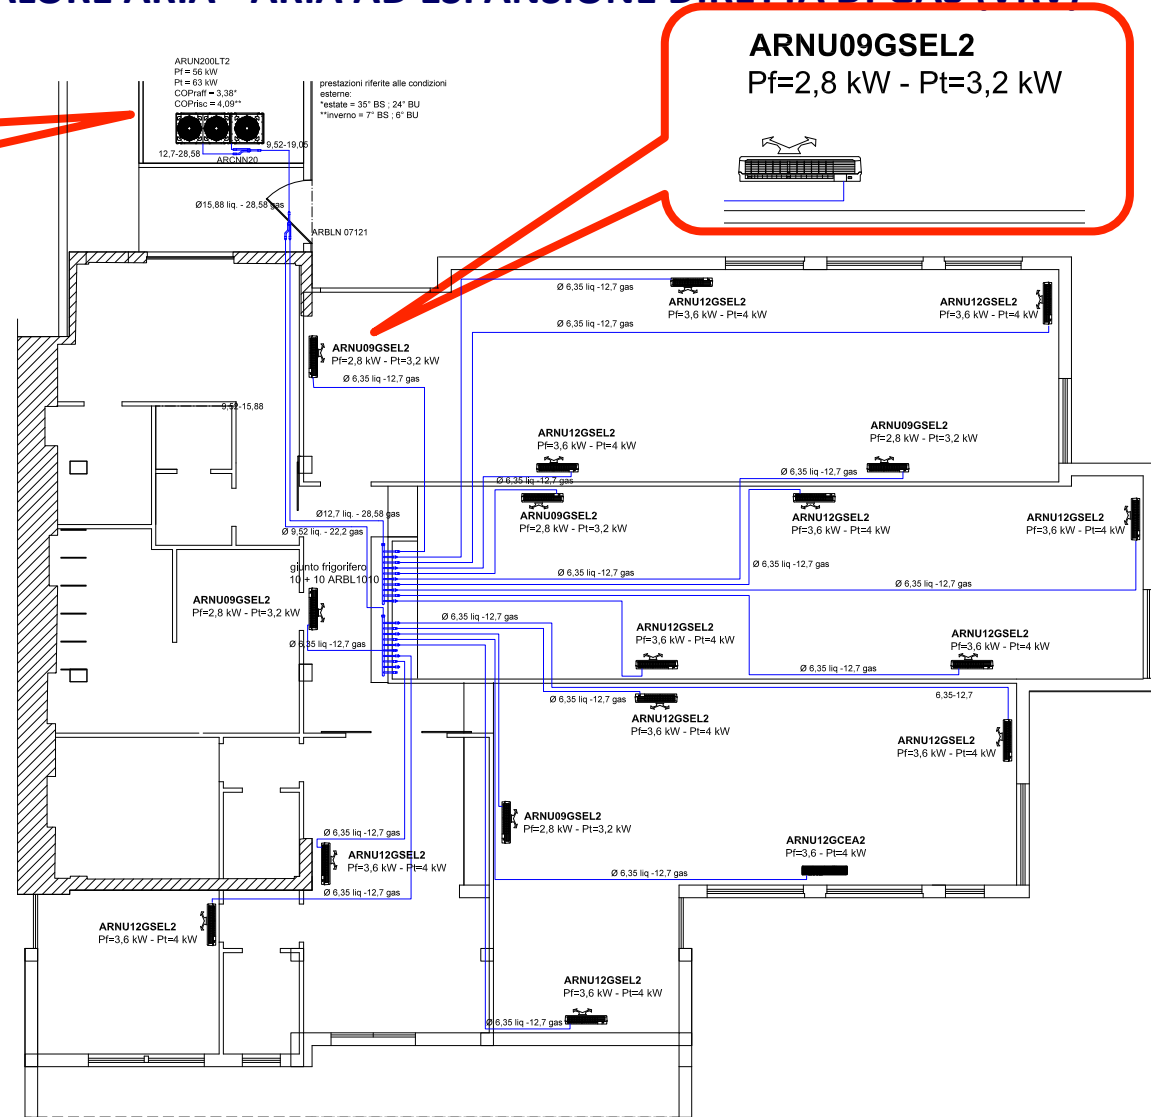 CALORE ARIA - ARIA AD ESPANSIONE DIRETTA DI GAS (VRV)
ARNU09GSEL2
Pf=2,8 kW - Pt=3,2 kW
ARUN200LT2
Pf = 56 kW
Pt = 63 kW
COPraff = 3,38*
COPrisc = 4,09**
prestazioni riferite alle condizioni
esterne:
*estate = 35° BS ; 24° BU
**inverno = 7° BS ; 6° BU
12,7-28,58
ARCNN20
9,52-19,05
Ø15,88 liq. - 28,58 gas
ARBLN 07121
Ø 6,35 liq -12,7 gas
ARNU12GSEL2
Pf=3,6 kW - Pt=4 kW
ARNU12GSEL2
Pf=3,6 kW - Pt=4 kW
Ø 6,35 liq -12,7 gas
ARNU09GSEL2
Pf=2,8 kW - Pt=3,2 kW
Ø 6,35 liq -12,7 gas
9,52-15,88
ARNU12GSEL2
Pf=3,6 kW - Pt=4 kW
ARNU09GSEL2
Pf=2,8 kW - Pt=3,2 kW
Ø 6,35 liq -12,7 gas
Ø 6,35 liq -12,7 gas
Ø12,7 liq. - 28,58 gas
Ø 9,52 liq. - 22,2 gas
ARNU09GSEL2
Pf=2,8 kW - Pt=3,2 kW
ARNU12GSEL2
Pf=3,6 kW - Pt=4 kW
ARNU12GSEL2
Pf=3,6 kW - Pt=4 kW
giunto frigorifero
10 + 10 ARBL1010
Ø 6,35 liq -12,7 gas
Ø 6,35 liq -12,7 gas
Ø 6,35 liq -12,7 gas
ARNU09GSEL2
Pf=2,8 kW - Pt=3,2 kW
Ø 6,35 liq -12,7 gas
Ø 6,35 liq -12,7 gas
ARNU12GSEL2
Pf=3,6 kW - Pt=4 kW
ARNU12GSEL2
Pf=3,6 kW - Pt=4 kW
Ø 6,35 liq -12,7 gas
Ø 6,35 liq -12,7 gas
6,35-12,7
ARNU12GSEL2
Pf=3,6 kW - Pt=4 kW
ARNU12GSEL2
Pf=3,6 kW - Pt=4 kW
ARNU09GSEL2
Pf=2,8 kW - Pt=3,2 kW
Ø 6,35 liq -12,7 gas
ARNU12GCEA2
Pf=3,6 - Pt=4 kW
ARNU12GSEL2
Pf=3,6 kW - Pt=4 kW
Ø 6,35 liq -12,7 gas
Ø 6,35 liq -12,7 gas
ARNU12GSEL2
Pf=3,6 kW - Pt=4 kW
ARNU12GSEL2
Pf=3,6 kW - Pt=4 kW
Ø 6,35 liq -12,7 gas